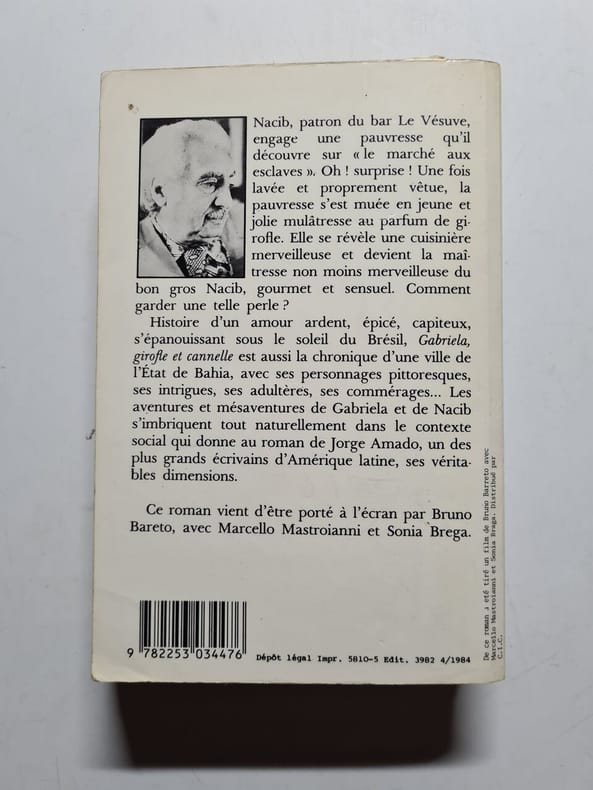 Nacib, patron du bar Le Vésuve,
engage une pauvresse qu'il
découvre sur « le marché aux
esclaves ». Oh ! surprise ! Une fois
lavée et proprement vêtue, la
pauvresse s'est muée en jeune et
jolie mulâtresse au parfum de gi-
rofle. Elle se révèle une cuisinière
merveilleuse et devient la maî-
tresse non moins merveilleuse du
bon gros Nacib, gourmet et sensuel. Comment
garder une telle perle ?
Histoire d'un amour ardent, épicé, capiteux,
s'épanouissant sous le soleil du Brésil, Gabriela,
girofle et cannelle est aussi la chronique d'une ville de
l'État de Bahia, avec ses personnages pittoresques,
ses intrigues, ses adultères, ses commérages... Les
aventures et mésaventures de Gabriela et de Nacib
s'imbriquent tout naturellement dans le contexte
social qui donne au roman de Jorge Amado, un des
plus grands écrivains d'Amérique latine, ses vérita-
bles dimensions.
Ce roman vient d'être porté à l'écran par Bruno
Bareto, avec Marcello Mastroianni et Sonia Brega.
De ce roman a été tiré un film de Bruno Barreto avec
Marcello Mastroianni et Sonia Braga. Distribué par
C.I.C.
9 782253 034476
Dépôt légal Impr. 5810-5 Edit. 3982 4/1984